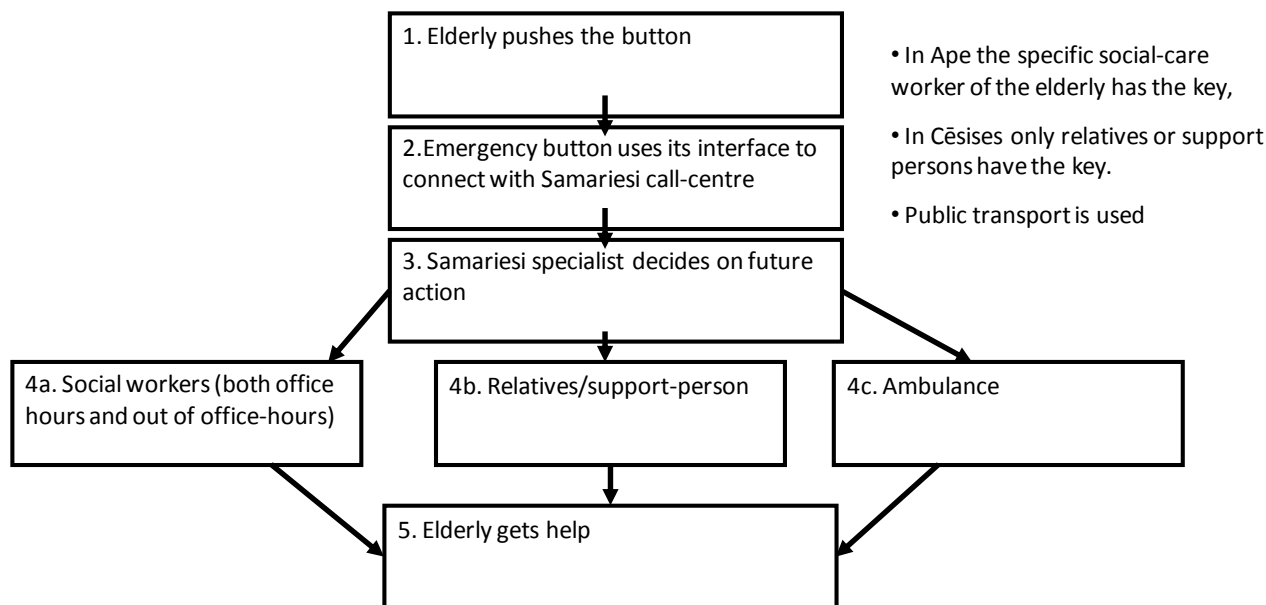 1. Elderly pushes the button
2.Emergency button uses its interface to
connect with Samariesi call-centre
3. Samariesi specialist decides on future
action
4a. Social workers (both office
hours and out of office-hours)
4b. Relatives/support-person
4c. Ambulance
5. Elderly gets help
• In Ape the specific social-care
worker of the elderly has the key,
• In Cēsises only relatives or support
persons have the key.
• Public transport is used